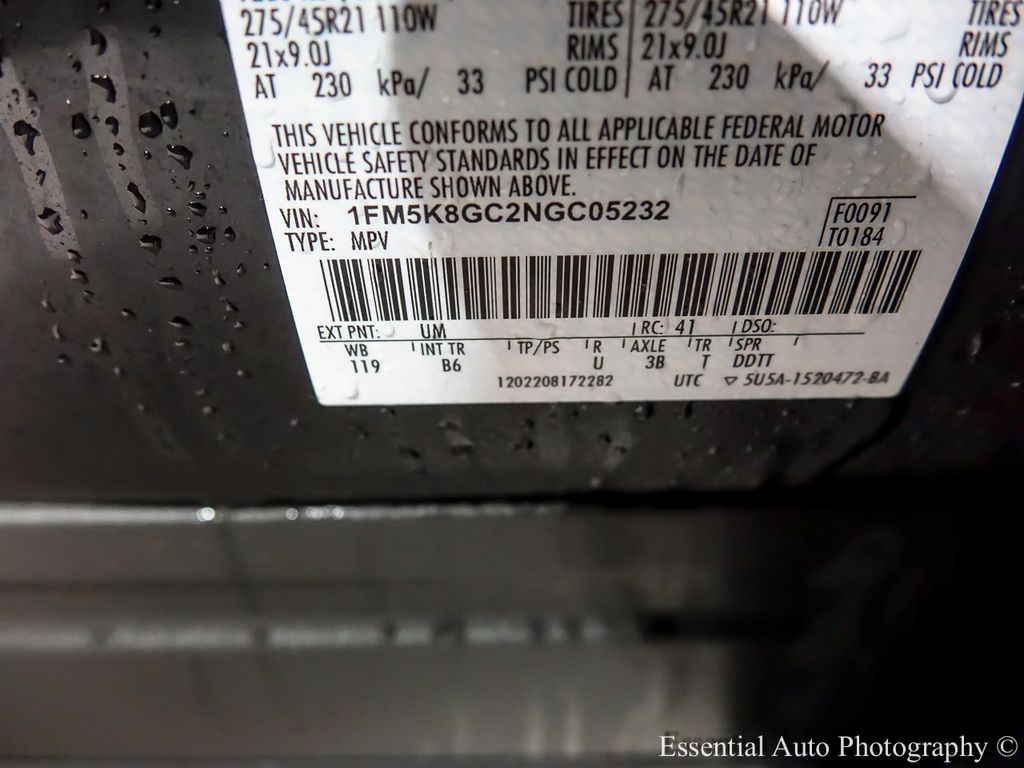 275/45R21 110W TIRES 275/45R21 110W TIRES
21x9.0J RIMS 21x9.0J RIMS
AT 230 kPa/ 33 PSI COLD AT 230 kPa/ 33 PSI COLD
THIS VEHICLE CONFORMS TO ALL APPLICABLE FEDERAL MOTOR
VEHICLE SAFETY STANDARDS IN EFFECT ON THE DATE OF
MANUFACTURE SHOWN ABOVE.
VIN: 1FM5K8GC2NGC05232 F0091
TYPE: MPV T0184
EXT PNT: UM RC: 41 DSO:
WB INT TR TP/PS R AXLE TR SPR
119 B6 U 3B T DDTT
1202208172282 UTC ▽ 5U5A-1520472-BA
Essential Auto Photography ©